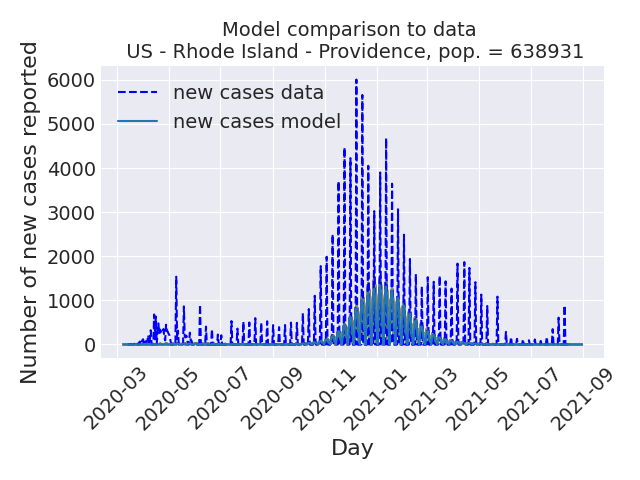 Model comparison to data
US - Rhode Island - Providence, pop. = 638931
Number of new cases reported
6000
5000
4000
3000
2000
1000
0
new cases data
new cases model
2020-03
2020-05
2020-07
2020-09
2020-11
2021-01
2021-03
2021-05
2021-07
2021-09
Day